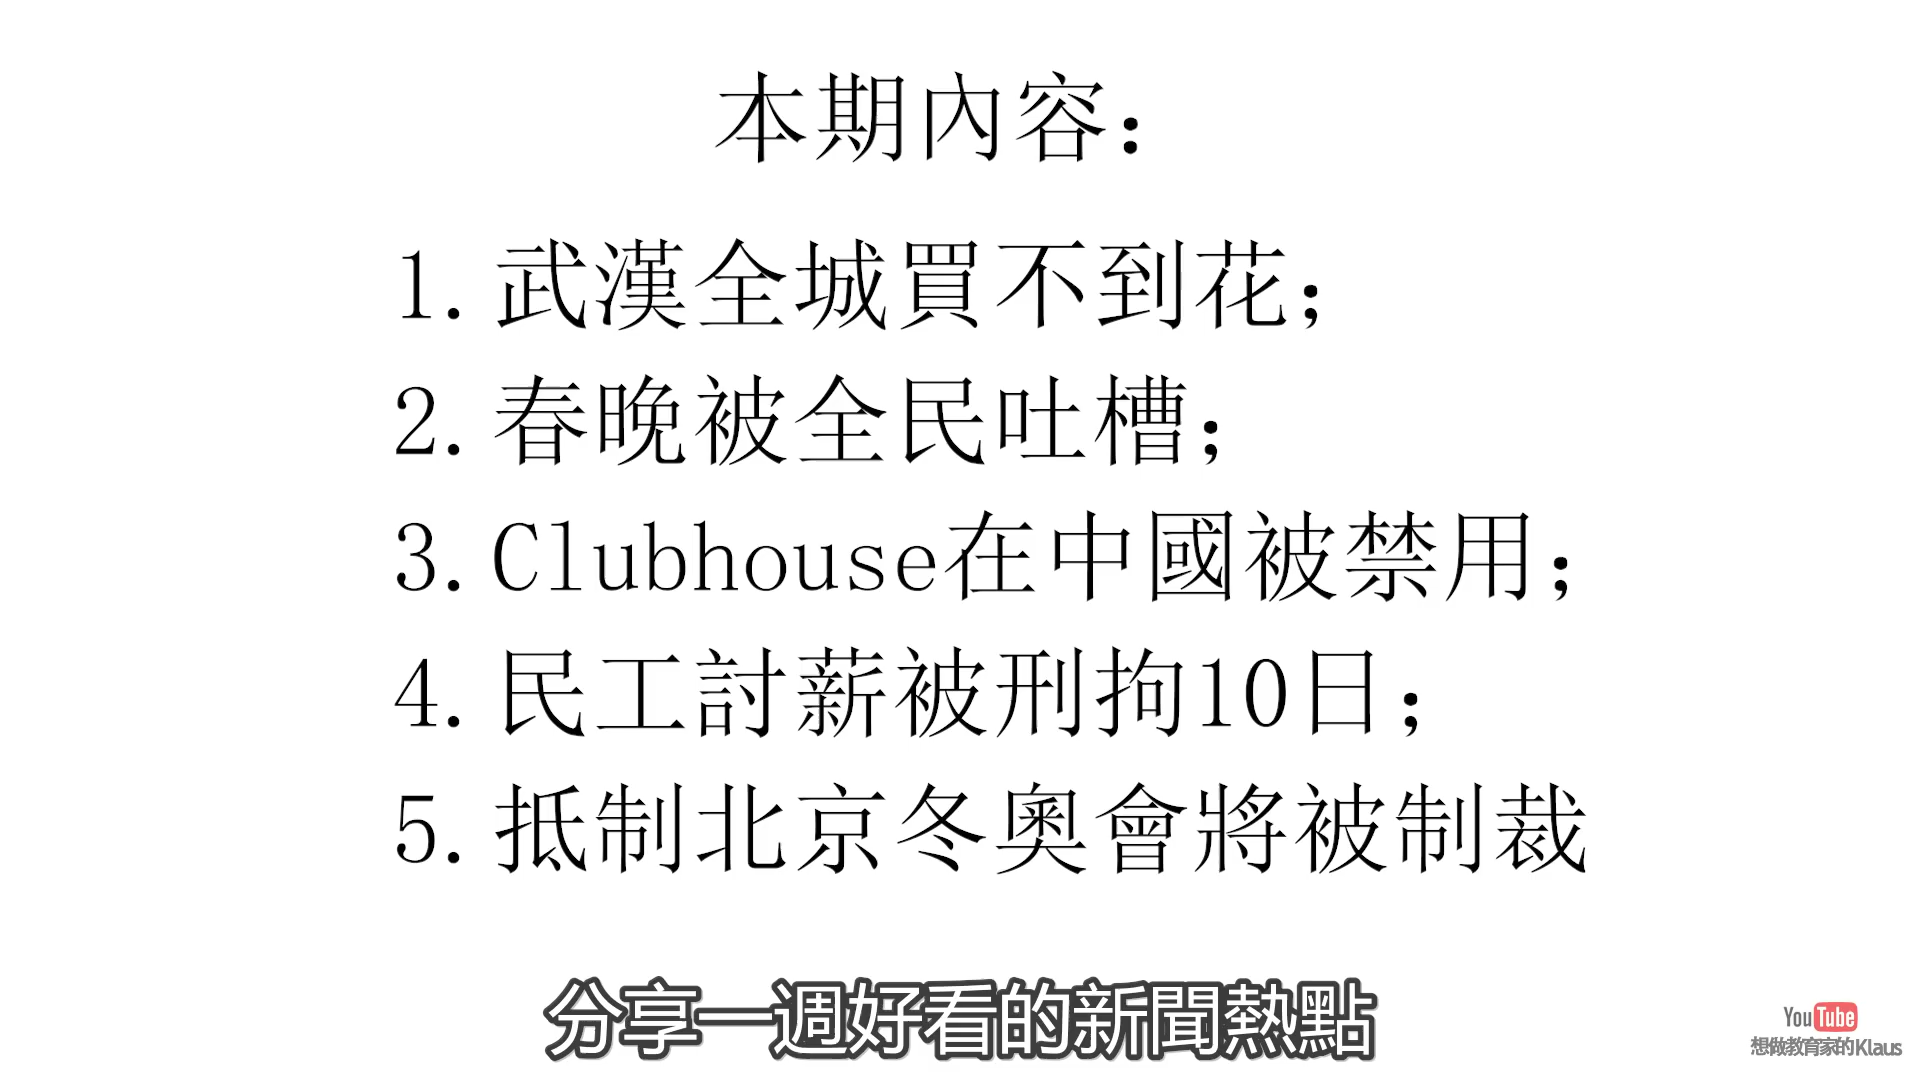 本期內容：
1.武漢全城買不到花；
2.春晚被全民吐槽；
3.Clubhouse在中國被禁用；
4.民工討薪被刑拘10日；
5.抵制北京冬奧會將被制裁
分享一週好看的新聞熱點
YouTube
想做教育家的Klaus